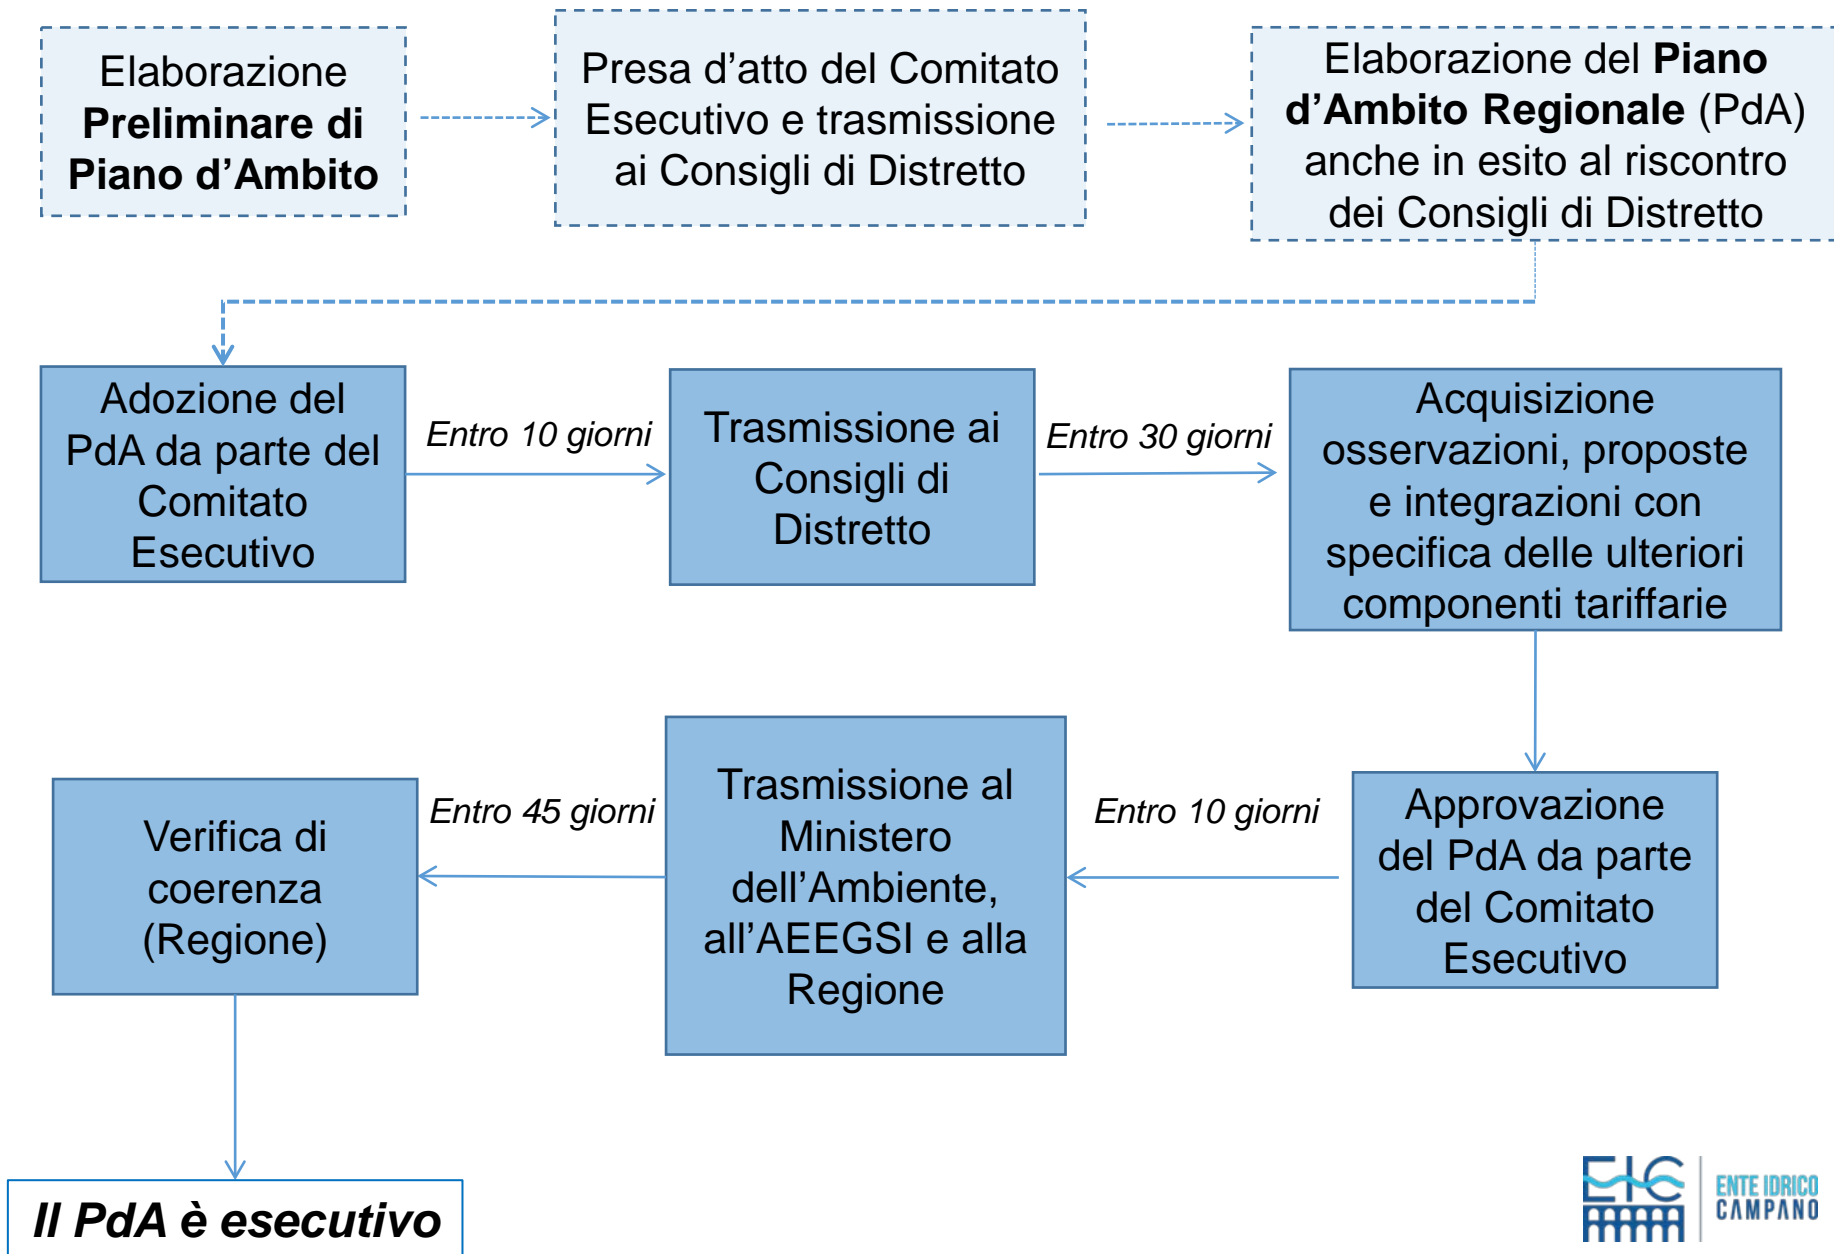 Elaborazione
Preliminare di
Piano d’Ambito
Presa d’atto del Comitato
Esecutivo e trasmissione
ai Consigli di Distretto
Elaborazione del Piano
d’Ambito Regionale (PdA)
anche in esito al riscontro
dei Consigli di Distretto
Adozione del
PdA da parte del
Comitato
Esecutivo
Entro 10 giorni
Trasmissione ai
Consigli di
Distretto
Entro 30 giorni
Acquisizione
osservazioni, proposte
e integrazioni con
specifica delle ulteriori
componenti tariffarie
Approvazione
del PdA da parte
del Comitato
Esecutivo
Entro 10 giorni
Trasmissione al
Ministero
dell’Ambiente,
all’AEEGSI e alla
Regione
Entro 45 giorni
Verifica di
coerenza
(Regione)
Il PdA è esecutivo
EIC
ENTE IDRICO
CAMPANO